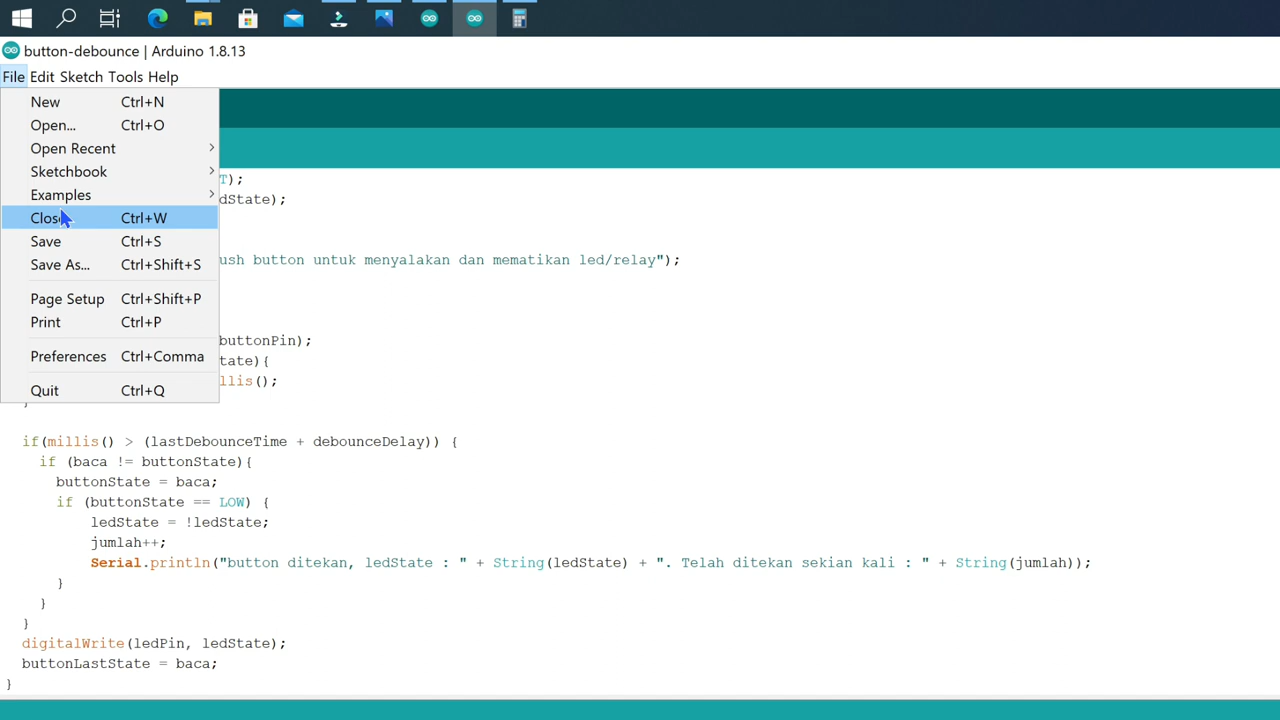 button-debounce | Arduino 1.8.13
File Edit Sketch Tools Help
New Ctrl+N
Open... Ctrl+O
Open Recent
Sketchbook
Examples
Close Ctrl+W
Save Ctrl+S
Save As... Ctrl+Shift+S
Page Setup Ctrl+Shift+P
Print Ctrl+P
Preferences Ctrl+Comma
Quit Ctrl+Q
T);
dState);
ush button untuk menyalakan dan mematikan led/relay");
buttonPin);
tate){
llis();
}
if(millis() > (lastDebounceTime + debounceDelay)) {
if (baca != buttonState){
buttonState = baca;
if (buttonState == LOW) {
ledState = !ledState;
jumlah++;
Serial.println("button ditekan, ledState : " + String(ledState) + ". Telah ditekan sekian kali : " + String(jumlah));
}
}
}
digitalWrite(ledPin, ledState);
buttonLastState = baca;
}